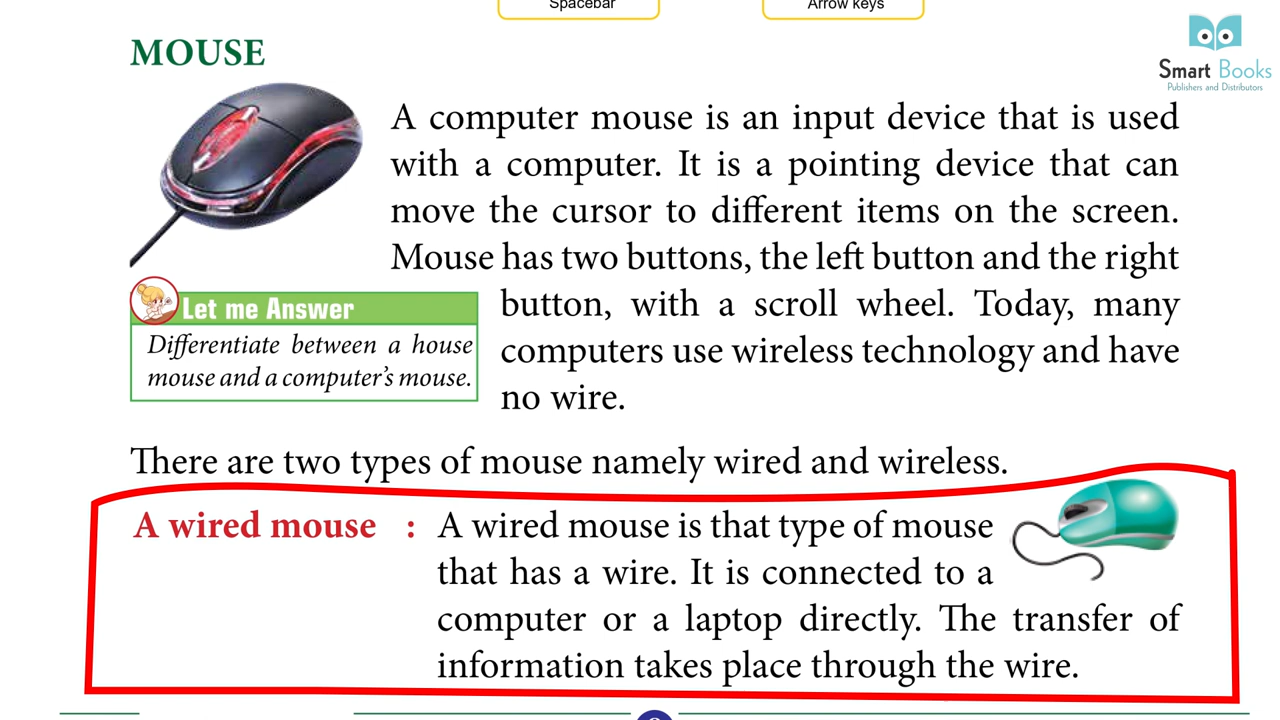 Spacebar
Arrow keys
Smart Books
Publishers and Distributors
MOUSE
A computer mouse is an input device that is used
with a computer. It is a pointing device that can
move the cursor to different items on the screen.
Mouse has two buttons, the left button and the right
button, with a scroll wheel. Today, many
computers use wireless technology and have
no wire.
Let me Answer
Differentiate between a house
mouse and a computer's mouse.
There are two types of mouse namely wired and wireless.
A wired mouse : A wired mouse is that type of mouse
that has a wire. It is connected to a
computer or a laptop directly. The transfer of
information takes place through the wire.